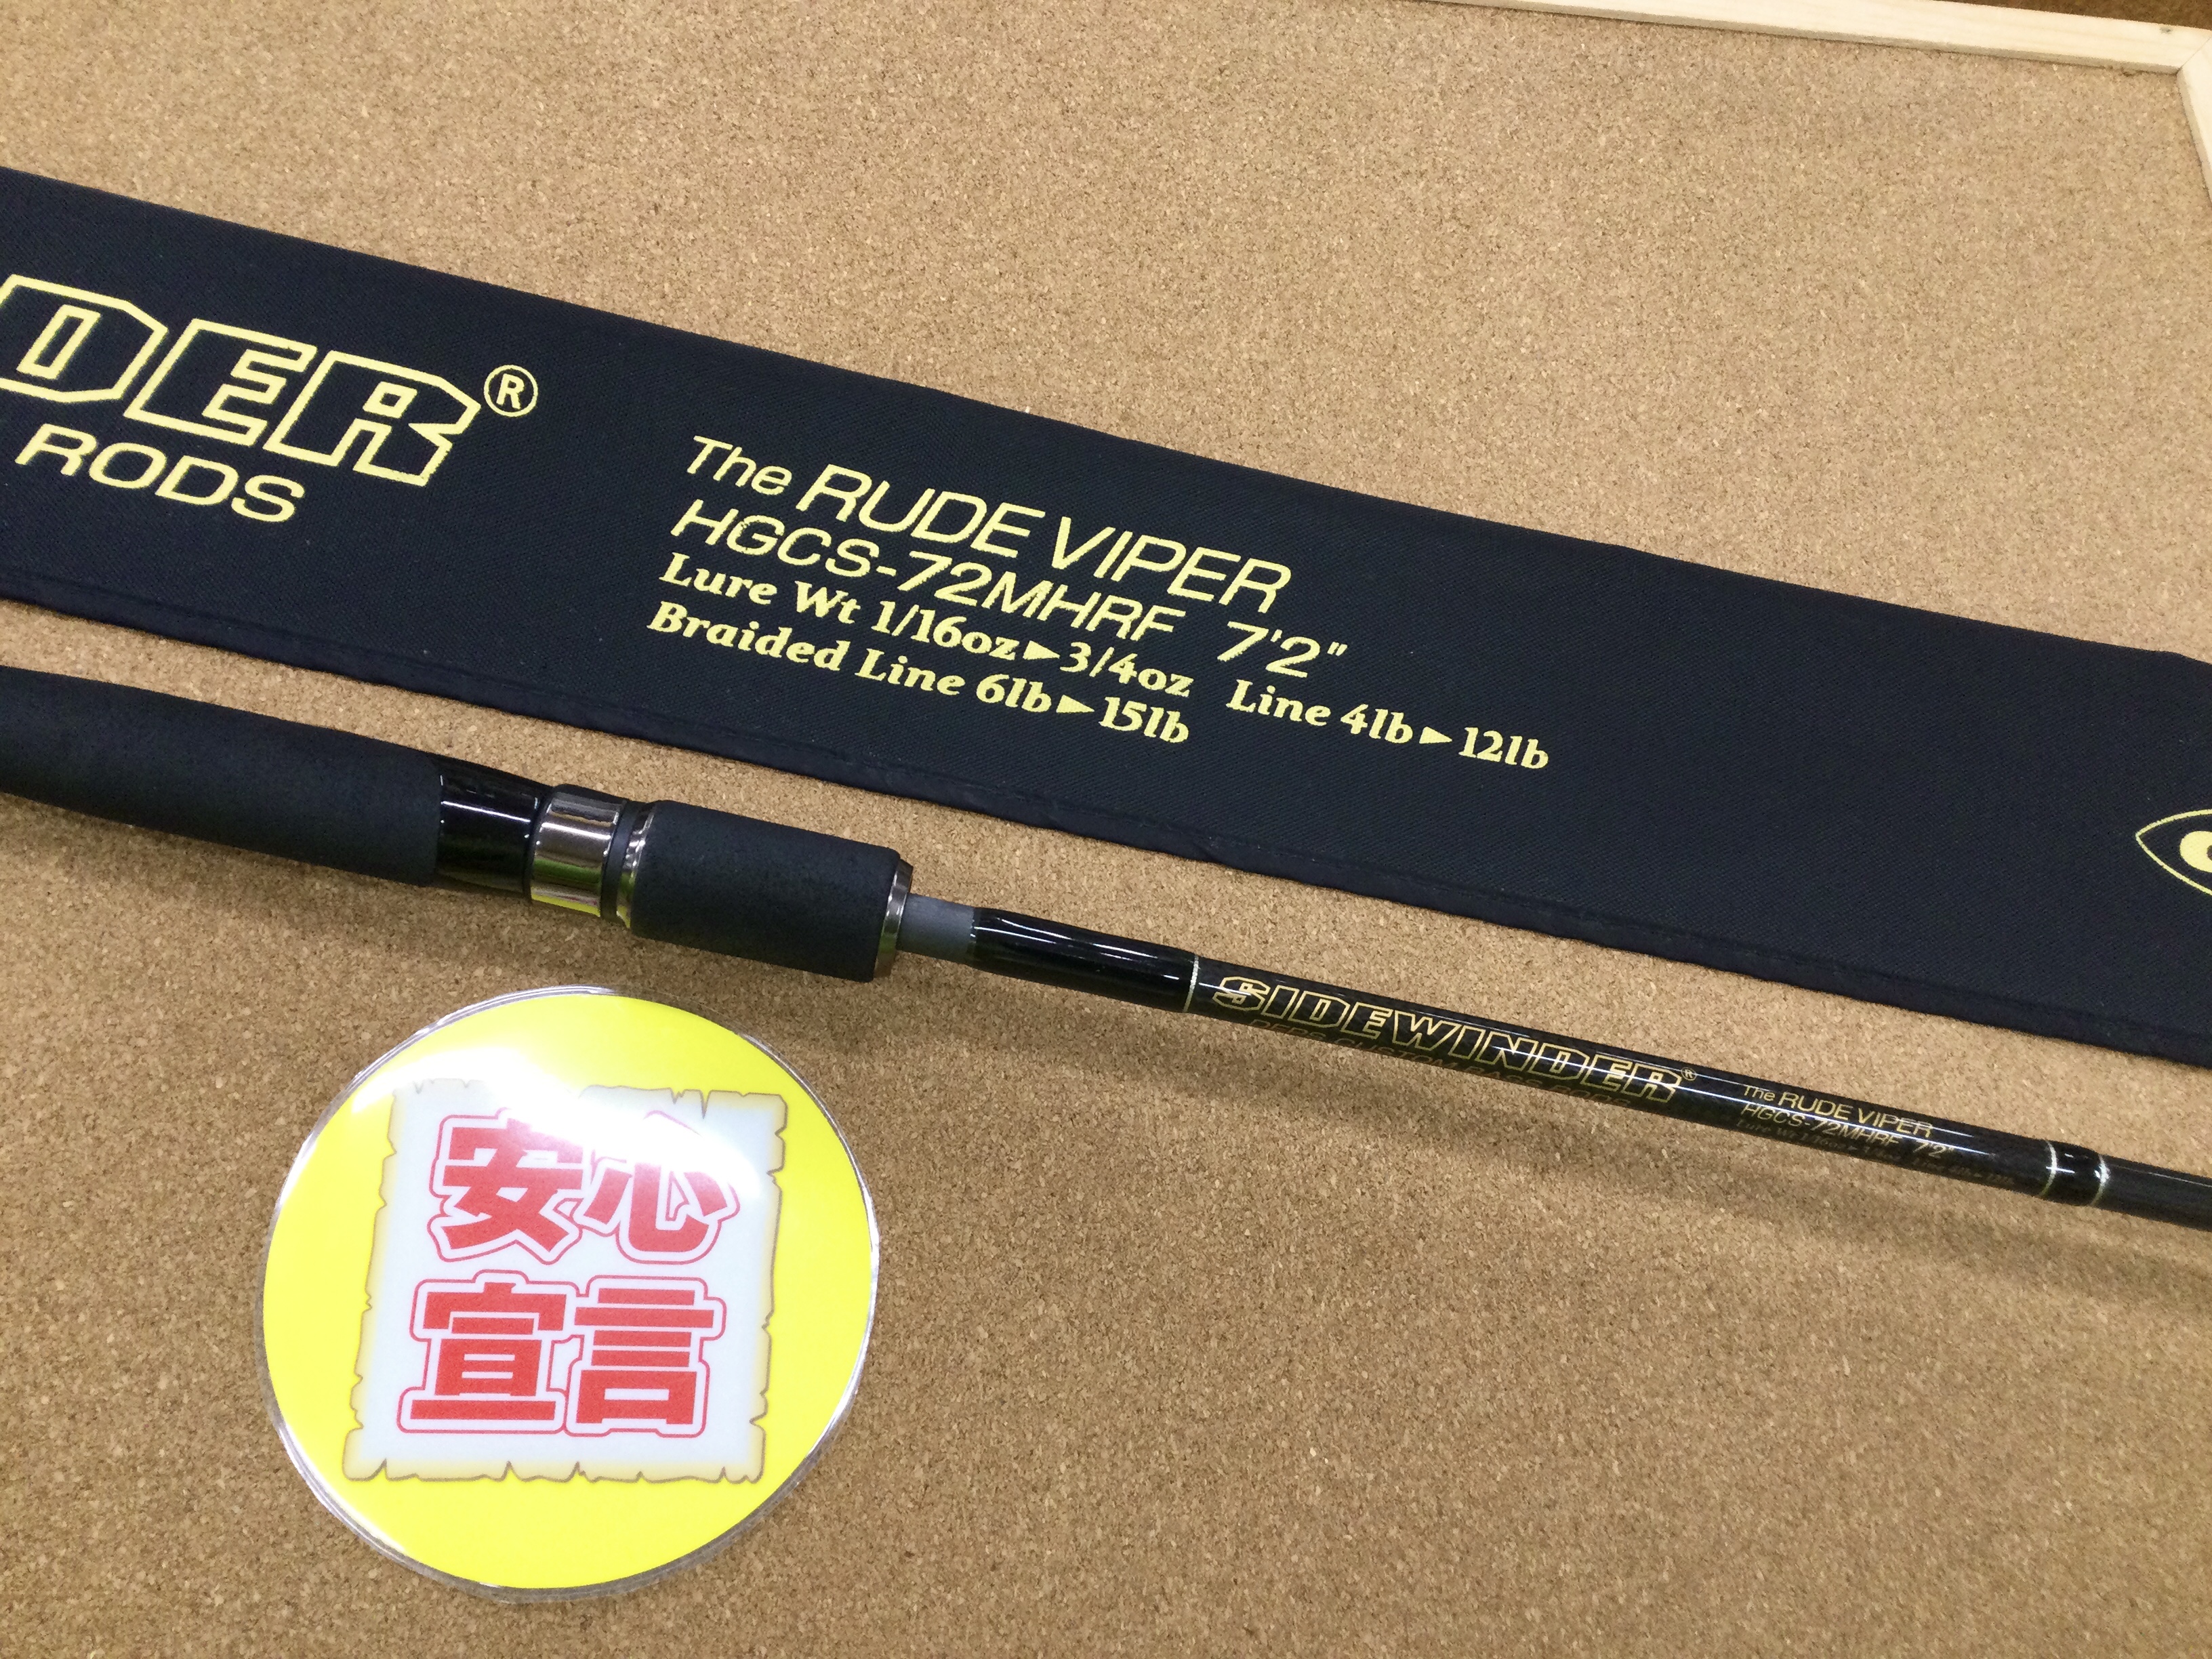 DER®
RODS
The RUDE VIPER
HGCS-72MHRF 7'2"
Lure Wt 1/16oz►3/4oz Line 4lb►12lb
Braided Line 6lb►15lb
SIDEWINDER®
The RUDE VIPER
HGCS-72MHRF 7'2"
安心
宣言